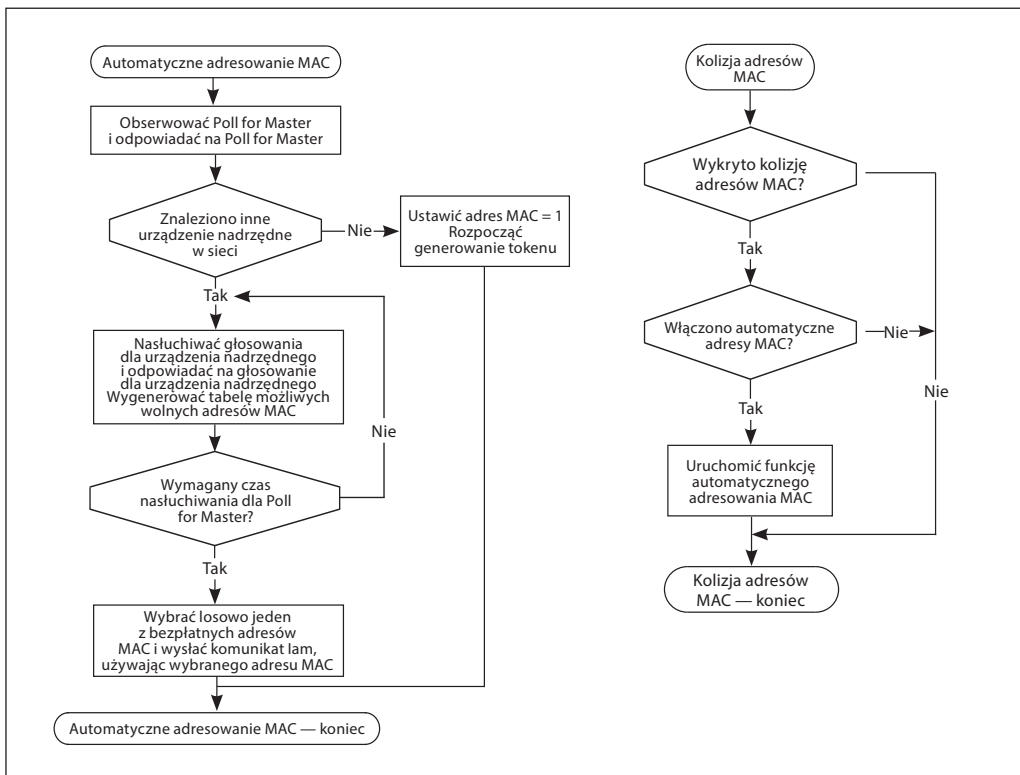 Automatyczne adresowanie MAC
Obserwować Poll for Master
i odpowiadać na Poll for Master
Znaleziono inne
urządzenie nadrzędne
w sieci
Nie
Ustawić adres MAC = 1
Rozpocząć
generowanie tokenu
Tak
Nasłuchiwać głosowania
dla urządzenia nadrzędnego
i odpowiadać na głosowanie
dla urządzenia nadrzędnego
Wygenerować tabelę możliwych
wolnych adresów MAC
Nie
Wymagany czas
nasłuchiwania dla Poll
for Master?
Tak
Wybrać losowo jeden
z bezpłatnych adresów
MAC i wysłać komunikat Iam,
używając wybranego adresu MAC
Automatyczne adresowanie MAC — koniec
Kolizja adresów
MAC
Wykryto kolizję
adresów MAC?
Tak
Włączono automatyczne
adresy MAC?
Nie
Nie
Tak
Uruchomić funkcję
automatycznego
adresowania MAC
Kolizja adresów
MAC — koniec